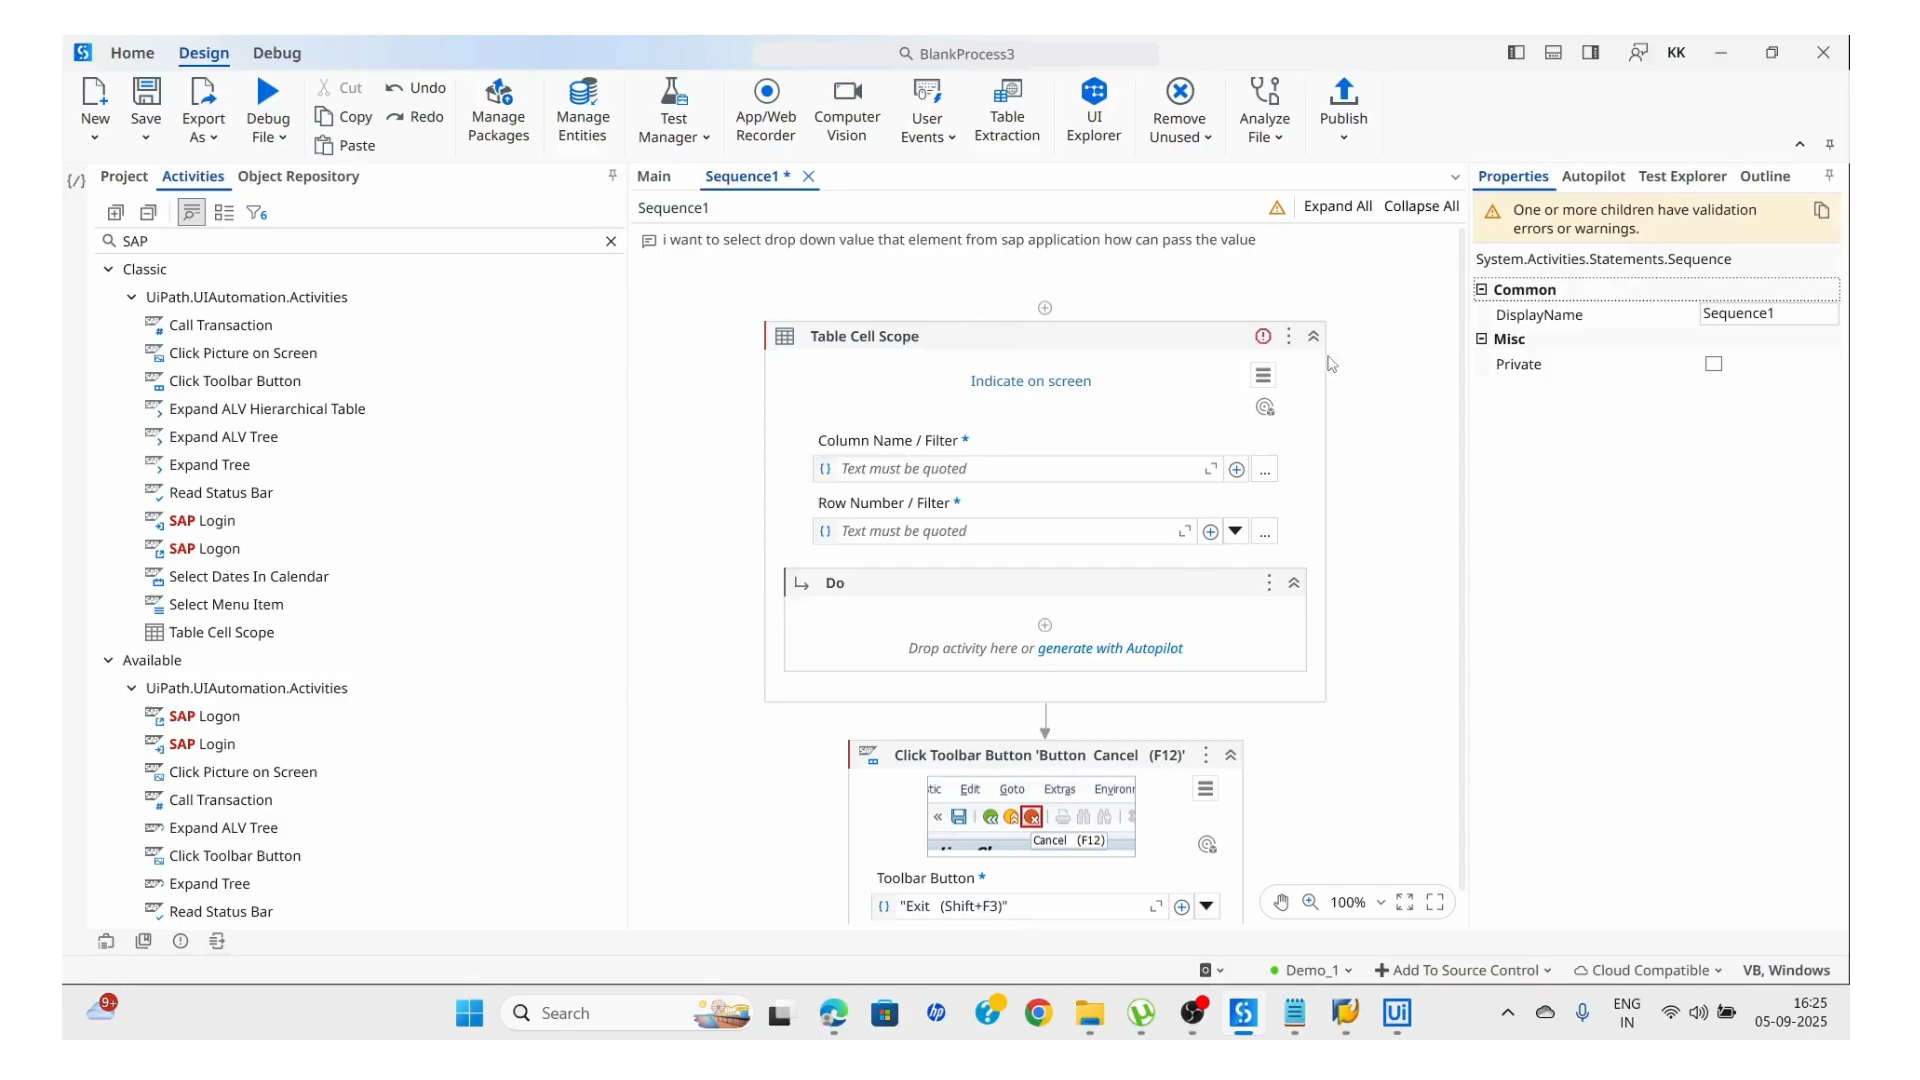 Home Design Debug BlankProcess3 KK
New Save Export As Debug File Cut Copy Paste Undo Redo Manage Packages Manage Entities Test Manager App/Web Recorder Computer Vision User Events Table Extraction UI Explorer Remove Unused Analyze File Publish
{/} Project Activities Object Repository
6
SAP
Classic
UiPath.UIAutomation.Activities
Call Transaction
Click Picture on Screen
Click Toolbar Button
Expand ALV Hierarchical Table
Expand ALV Tree
Expand Tree
Read Status Bar
SAP Login
SAP Logon
Select Dates In Calendar
Select Menu Item
Table Cell Scope
Available
UiPath.UIAutomation.Activities
SAP Logon
SAP Login
Click Picture on Screen
Call Transaction
Expand ALV Tree
Click Toolbar Button
Expand Tree
Read Status Bar
Main Sequence1 *
Sequence1 Expand All Collapse All
i want to select drop down value that element from sap application how can pass the value
Table Cell Scope
Indicate on screen
Column Name / Filter *
{} Text must be quoted ...
Row Number / Filter *
{} Text must be quoted ...
Do
Drop activity here or generate with Autopilot
Click Toolbar Button 'Button Cancel (F12)'
tic Edit Goto Extras Environ
Cancel (F12)
Toolbar Button *
{} "Exit (Shift+F3)"
100%
Properties Autopilot Test Explorer Outline
One or more children have validation
errors or warnings.
System.Activities.Statements.Sequence
Common
DisplayName Sequence1
Misc
Private
Demo_1 Add To Source Control Cloud Compatible VB, Windows
9+ Search hp Ui ENG IN 16:25
05-09-2025